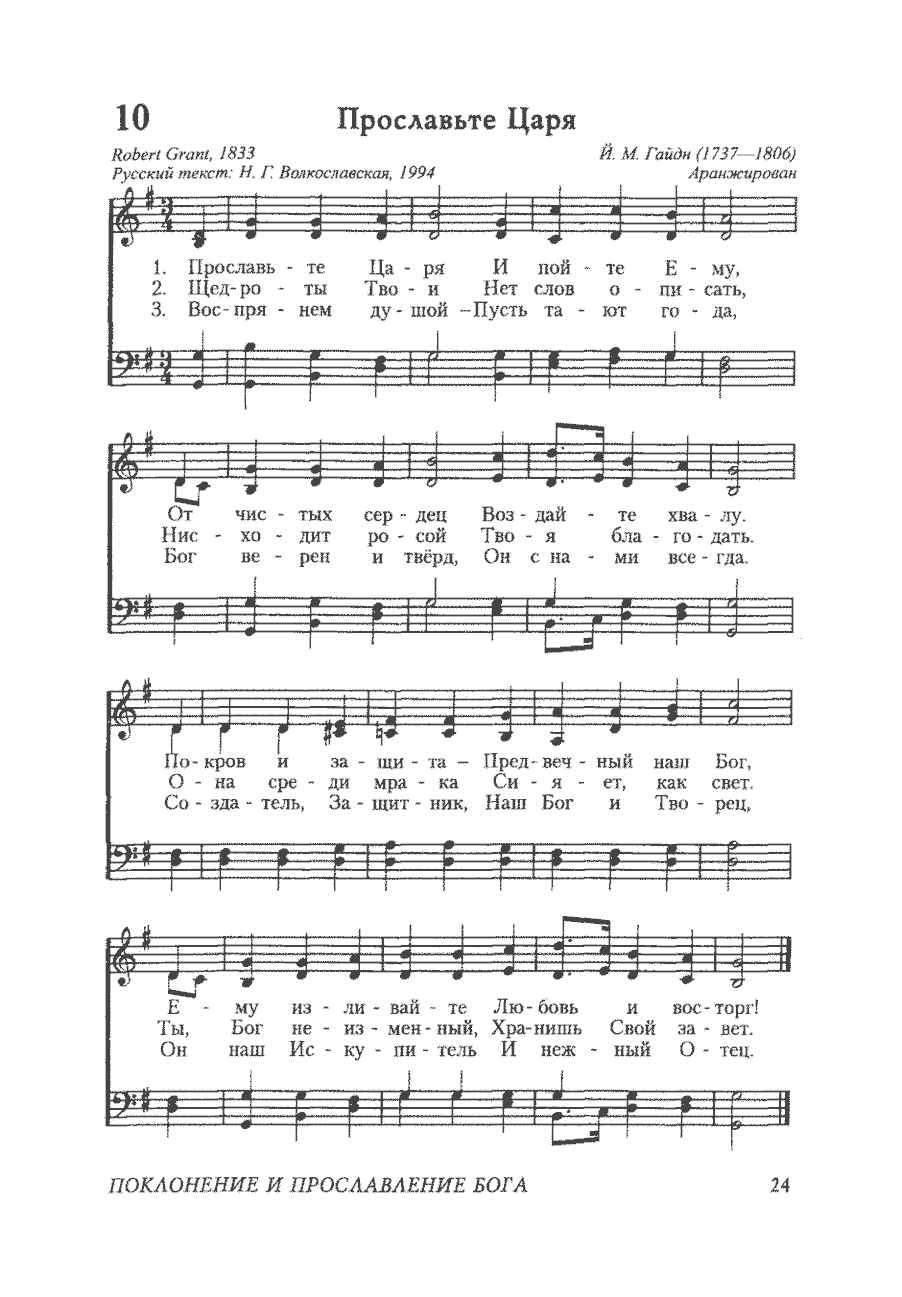 10 Прославьте Царя
Robert Grant, 1833 Й. М. Гайдн (1737—1806)
Русский текст: Н. Г. Волкославская, 1994 Аранжирован
1. Прославь - те Ца - ря И пой - те Е - му,
2. Щед-ро - ты Тво - и Нет слов о - пи - сать,
3. Вос-пря - нем ду - шой –Пусть та - ют го - да,
От чис - тых сер - дец Воз - дай - те хва - лу.
Нис - хо - дит ро - сой Тво - я бла - го - дать.
Бог ве - рен и твёрд, Он с на - ми все - гда.
По- кров и за - щи - та – Пред- веч - ный наш Бог,
О - на сре - ди мра - ка Си - я - ет, как свет.
Со - зда - тель, За - щит - ник, Наш Бог и Тво - рец,
Е - му из - ли - вай - те Лю - бовь и вос- торг!
Ты, Бог не - из - мен - ный, Хра-нишь Свой за - вет.
Он наш Ис - ку - пи - тель И неж - ный О - тец.
ПОКЛОНЕНИЕ И ПРОСЛАВЛЕНИЕ БОГА 24